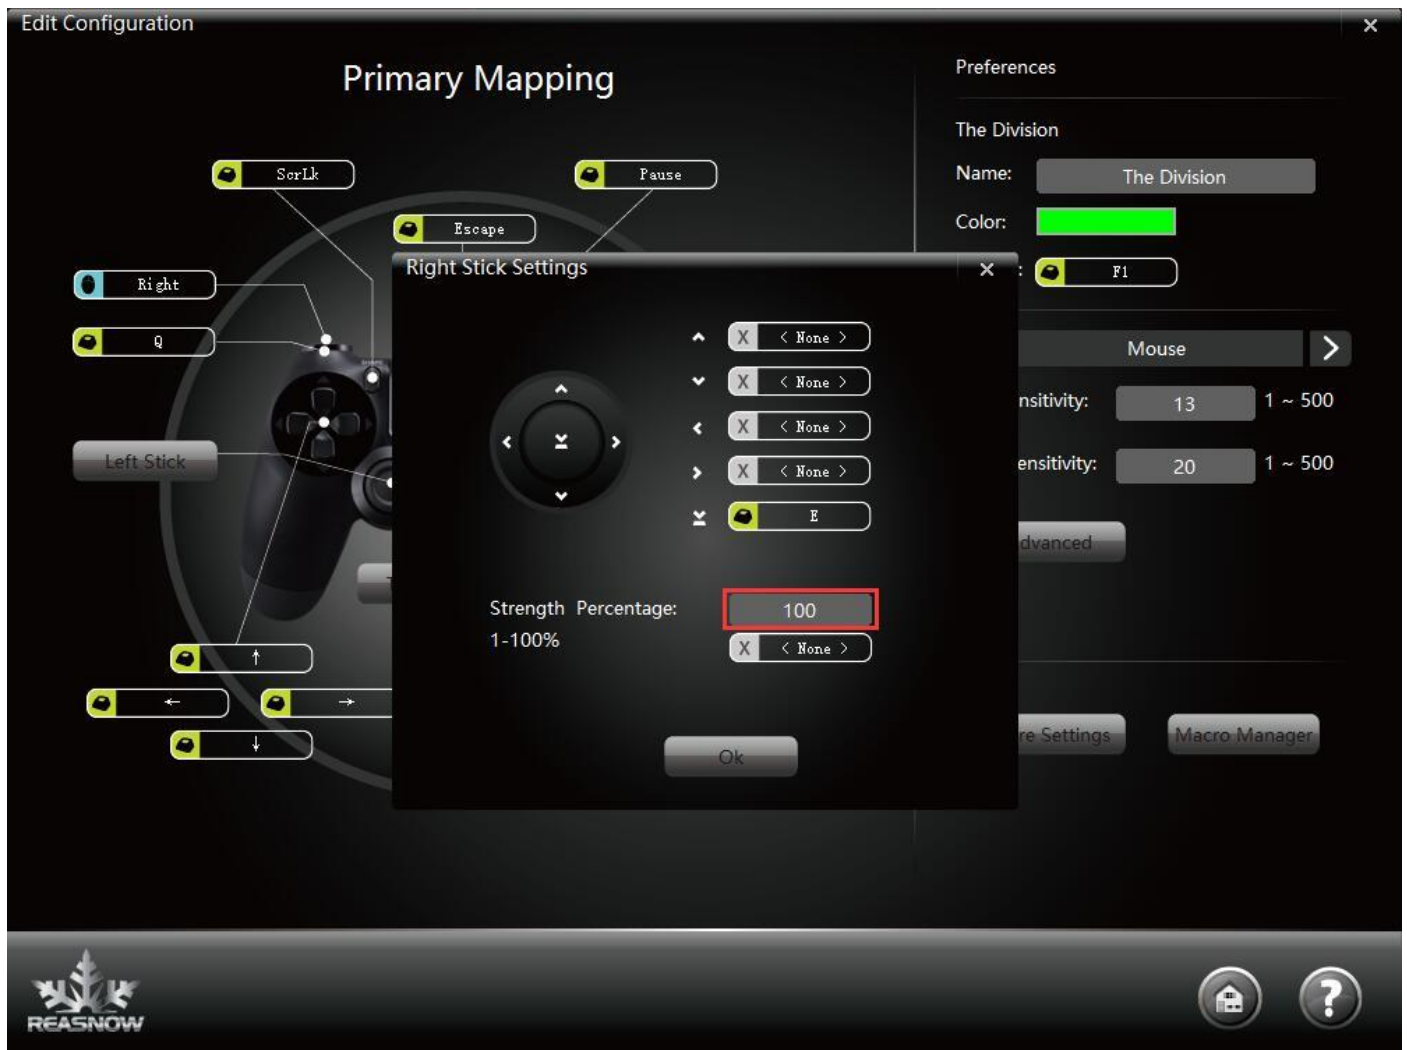 Edit Configuration
Primary Mapping
Preferences
The Division
ScrLk
Pause
Name: The Division
Escape
Color:
Right Stick Settings
Right
: F1
Q
< None >
Mouse
< None >
nsitivity: 13 1 ~ 500
< None >
Left Stick
ensitivity: 20 1 ~ 500
< None >
E
dvanced
Strength Percentage: 100
1-100%
< None >
↑
← →
↓
re Settings
Macro Manager
Ok
REASNOW